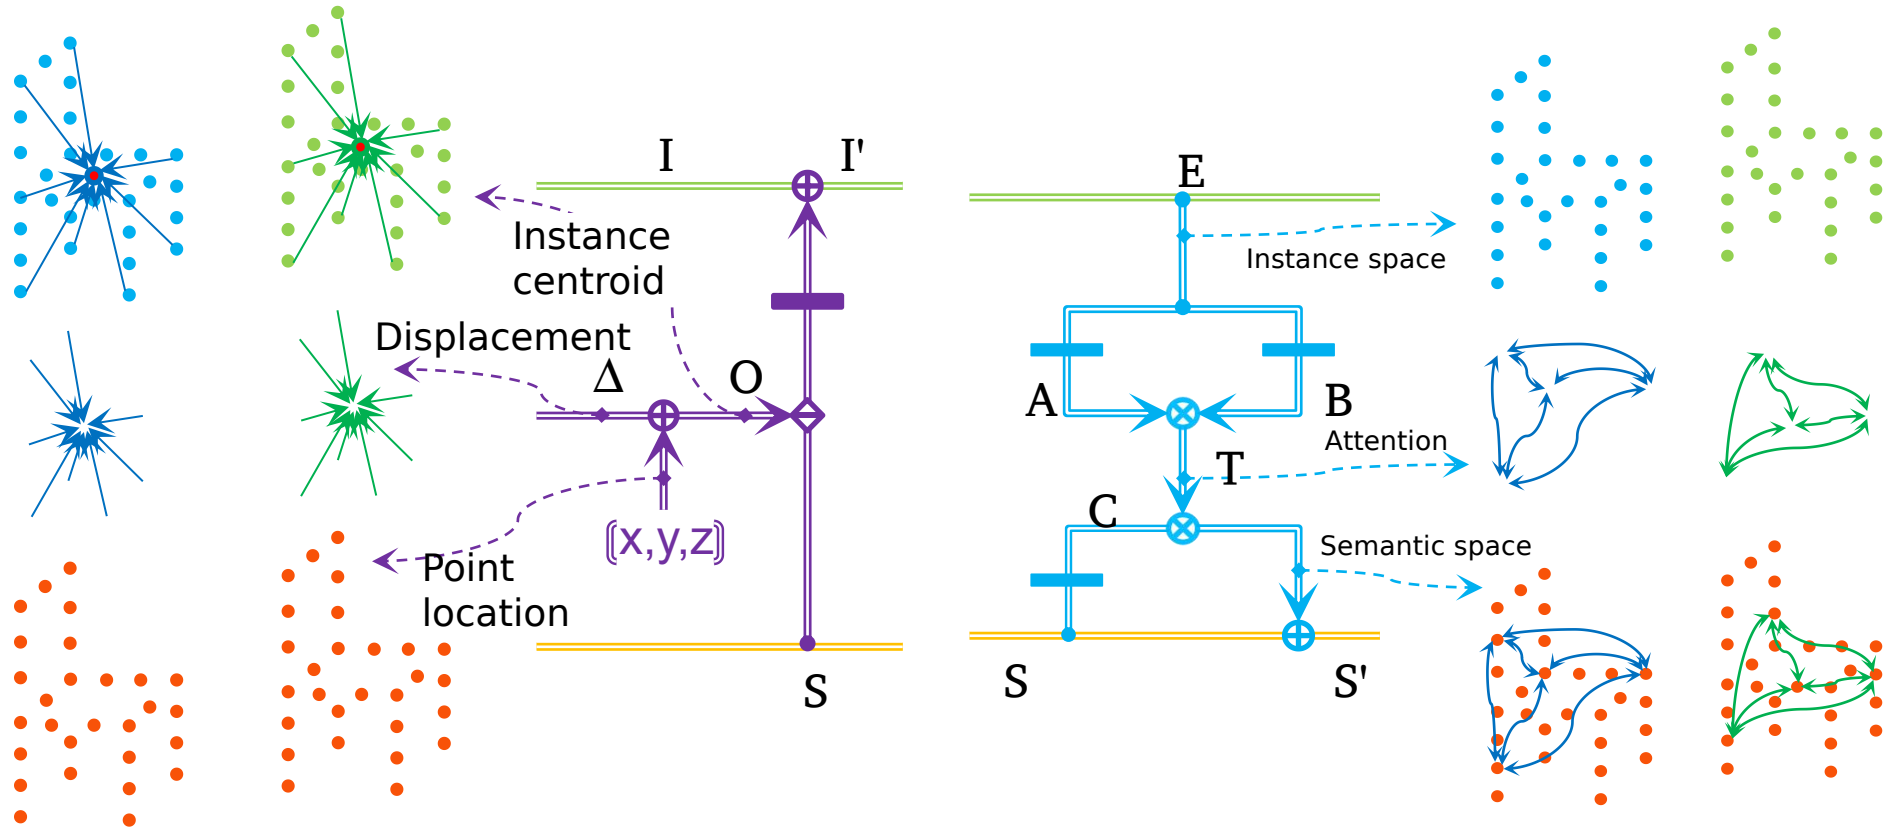 I I'
Instance
centroid
Displacement
Δ O
(x,y,z)
Point
location
S
E
Instance space
A B
Attention
T
C
Semantic space
S S'